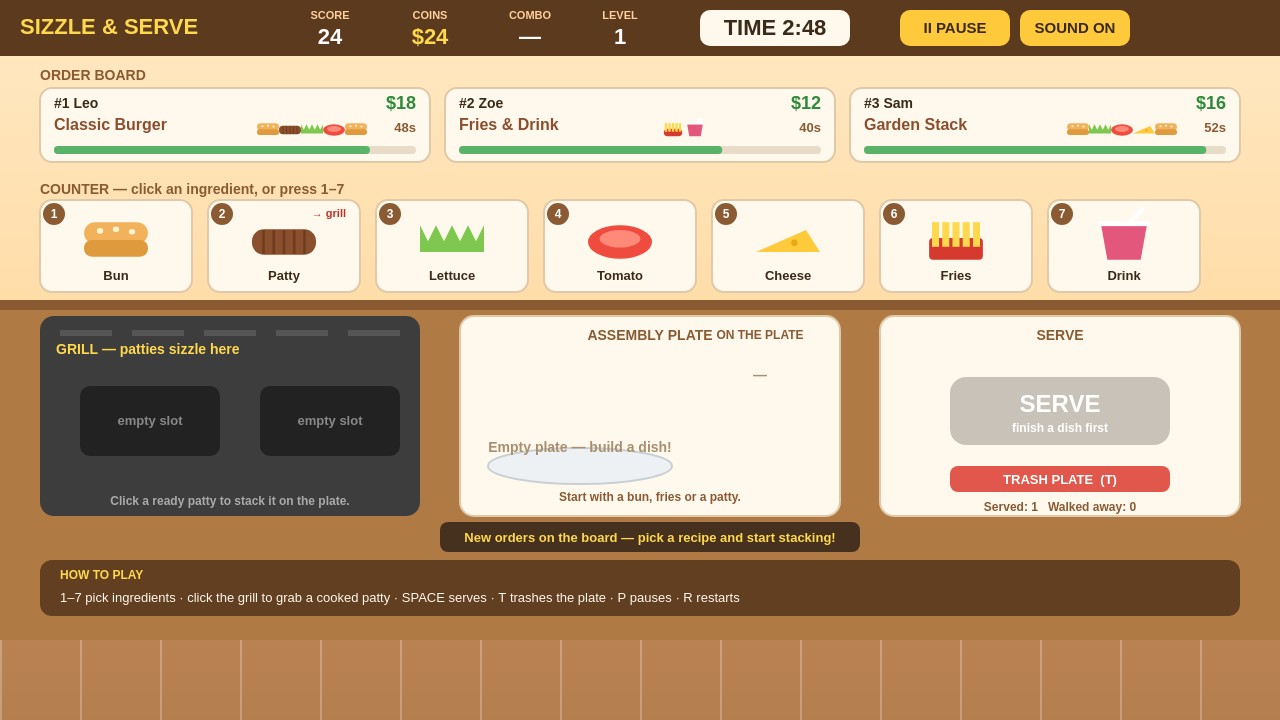 SIZZLE & SERVE
SCORE
24
COINS
$24
COMBO
—
LEVEL
1
TIME 2:48
II PAUSE
SOUND ON
ORDER BOARD
#1 Leo
$18
Classic Burger
48s
#2 Zoe
$12
Fries & Drink
40s
#3 Sam
$16
Garden Stack
52s
COUNTER — click an ingredient, or press 1–7
1
Bun
2
→ grill
Patty
3
Lettuce
4
Tomato
5
Cheese
6
Fries
7
Drink
GRILL — patties sizzle here
empty slot
empty slot
Click a ready patty to stack it on the plate.
ASSEMBLY PLATE ON THE PLATE
—
Empty plate — build a dish!
Start with a bun, fries or a patty.
SERVE
SERVE
finish a dish first
TRASH PLATE (T)
Served: 1 Walked away: 0
New orders on the board — pick a recipe and start stacking!
HOW TO PLAY
1–7 pick ingredients · click the grill to grab a cooked patty · SPACE serves · T trashes the plate · P pauses · R restarts